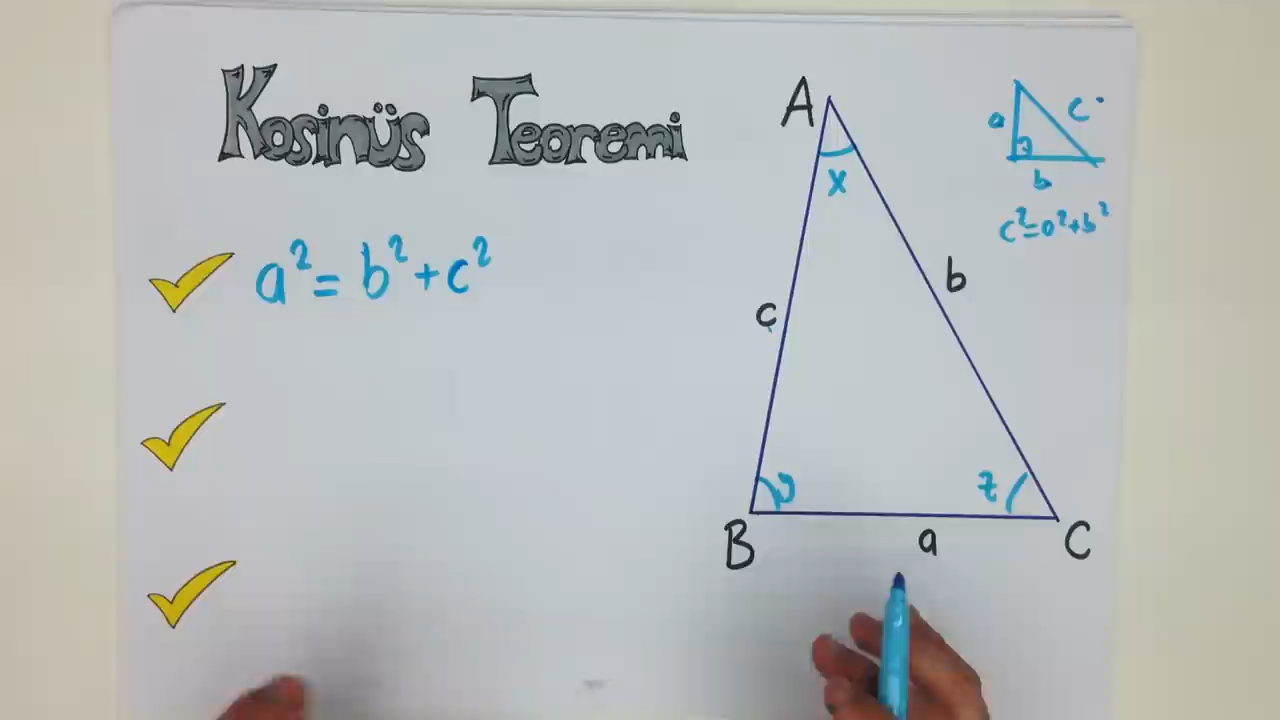 Kosinüs Teoremi
a² = b² + c²
A
x
c
b
y
z
B
a
C
a
c
b
c² = a² + b²